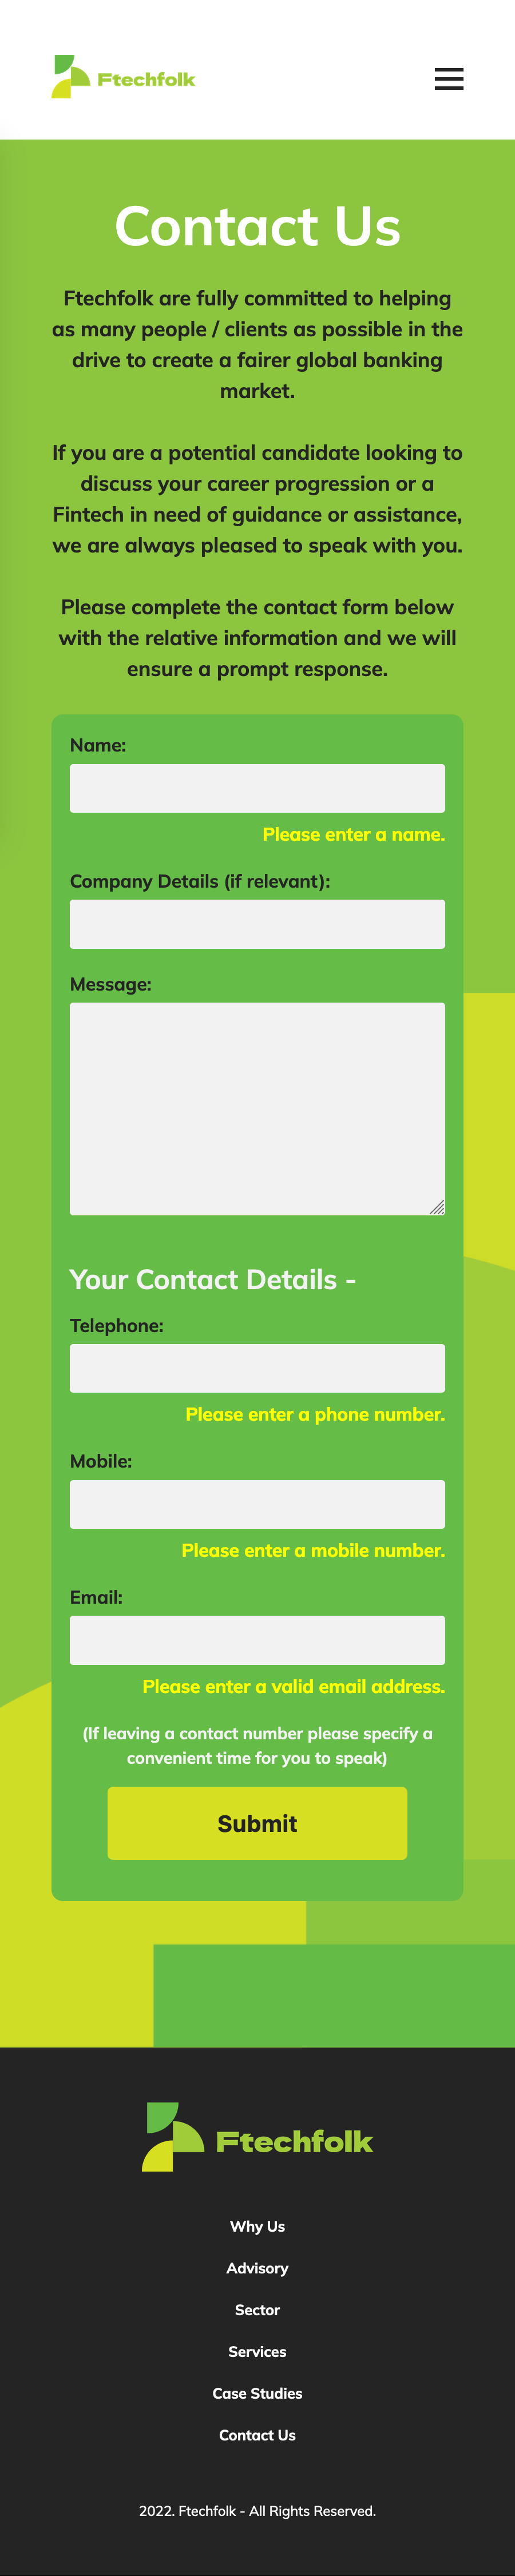 Ftechfolk
Contact Us
Ftechfolk are fully committed to helping
as many people / clients as possible in the
drive to create a fairer global banking
market.
If you are a potential candidate looking to
discuss your career progression or a
Fintech in need of guidance or assistance,
we are always pleased to speak with you.
Please complete the contact form below
with the relative information and we will
ensure a prompt response.
Name:
Please enter a name.
Company Details (if relevant):
Message:
Your Contact Details -
Telephone:
Please enter a phone number.
Mobile:
Please enter a mobile number.
Email:
Please enter a valid email address.
(If leaving a contact number please specify a
convenient time for you to speak)
Submit
Ftechfolk
Why Us
Advisory
Sector
Services
Case Studies
Contact Us
2022. Ftechfolk - All Rights Reserved.